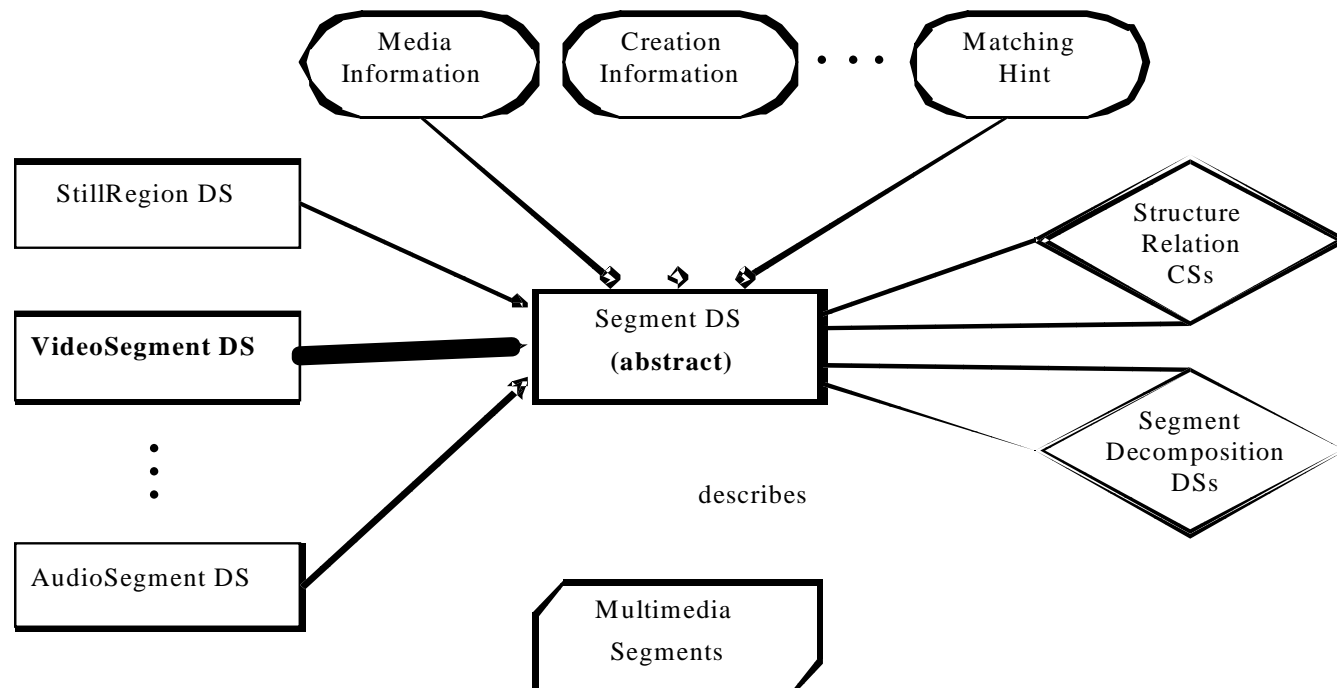 Media
Information
Creation
Information
Matching
Hint
StillRegion DS
Structure
Relation
CSs
Segment DS
(abstract)
VideoSegment DS
Segment
Decomposition
DSs
describes
AudioSegment DS
Multimedia
Segments